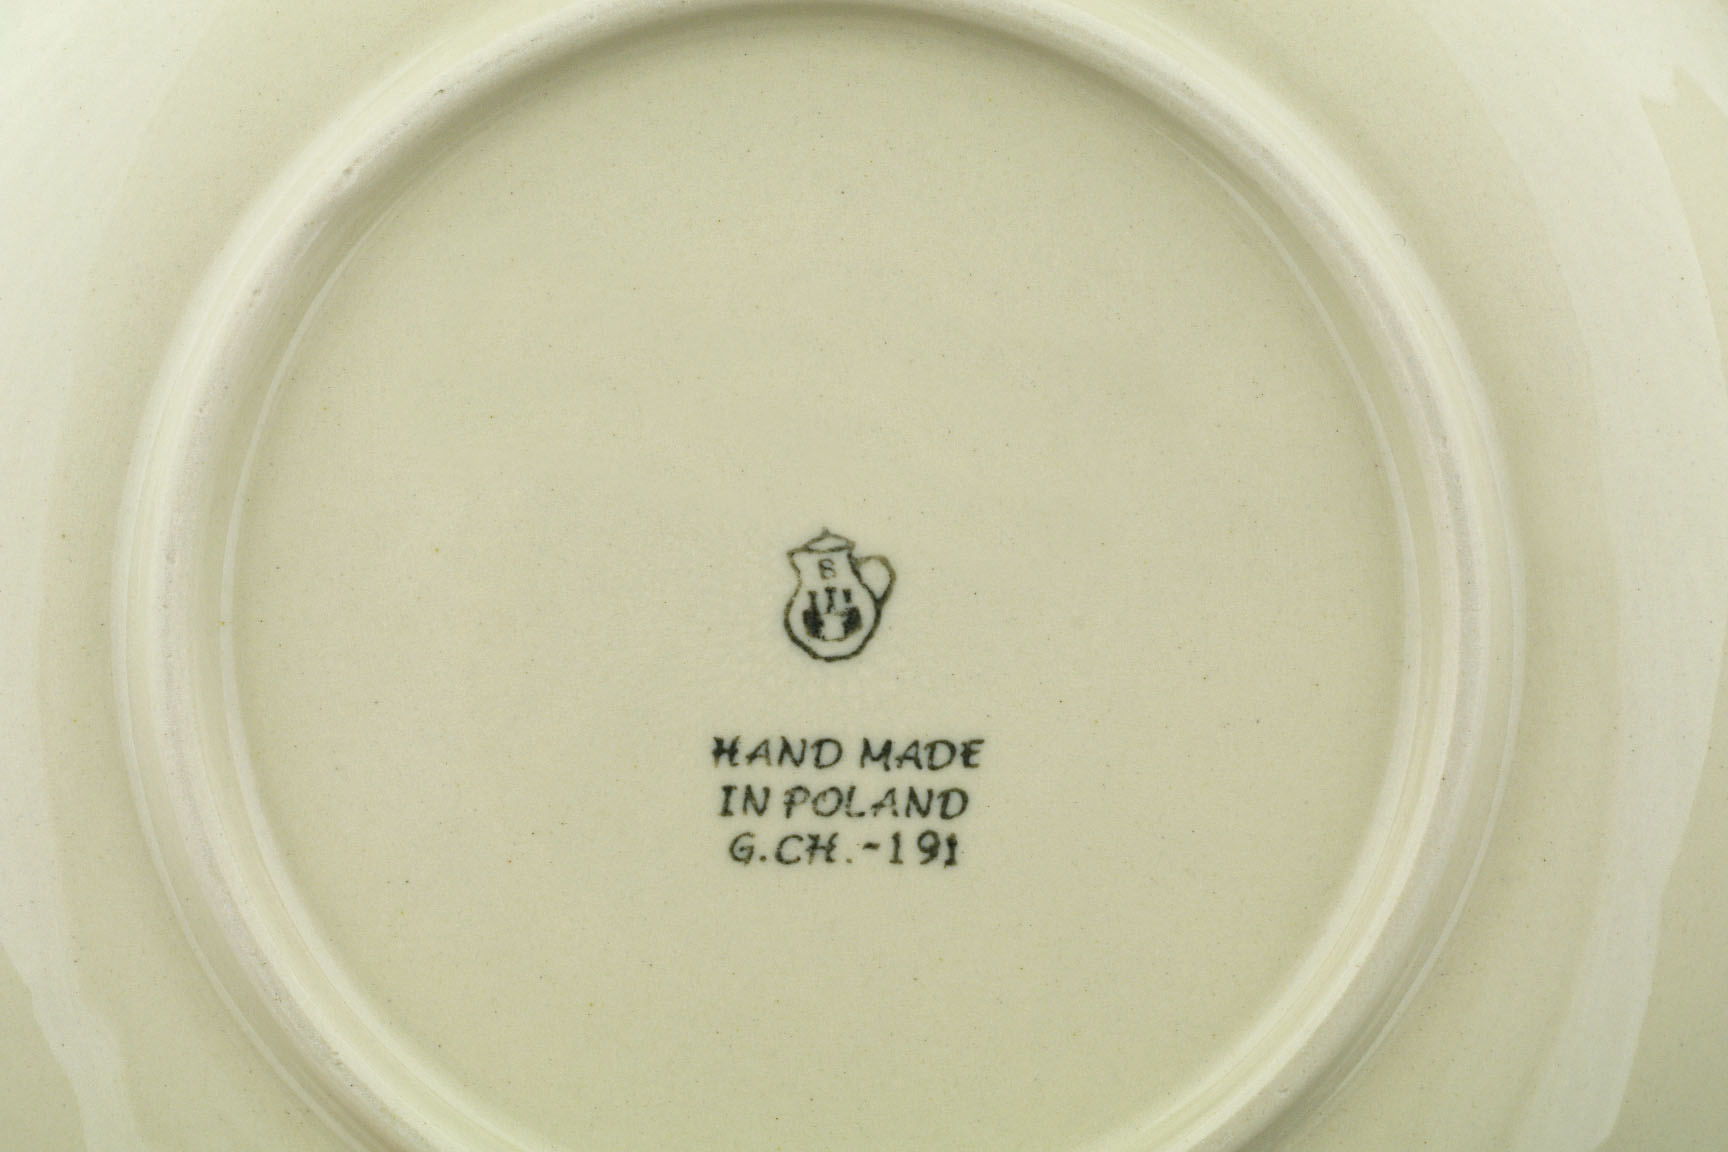 S
HAND MADE
IN POLAND
G.CH.-191